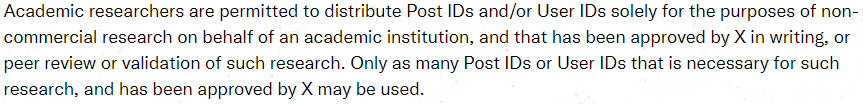 Academic researchers are permitted to distribute Post IDs and/or User IDs solely for the purposes of non-
commercial research on behalf of an academic institution, and that has been approved by X in writing, or
peer review or validation of such research. Only as many Post IDs or User IDs that is necessary for such
research, and has been approved by X may be used.